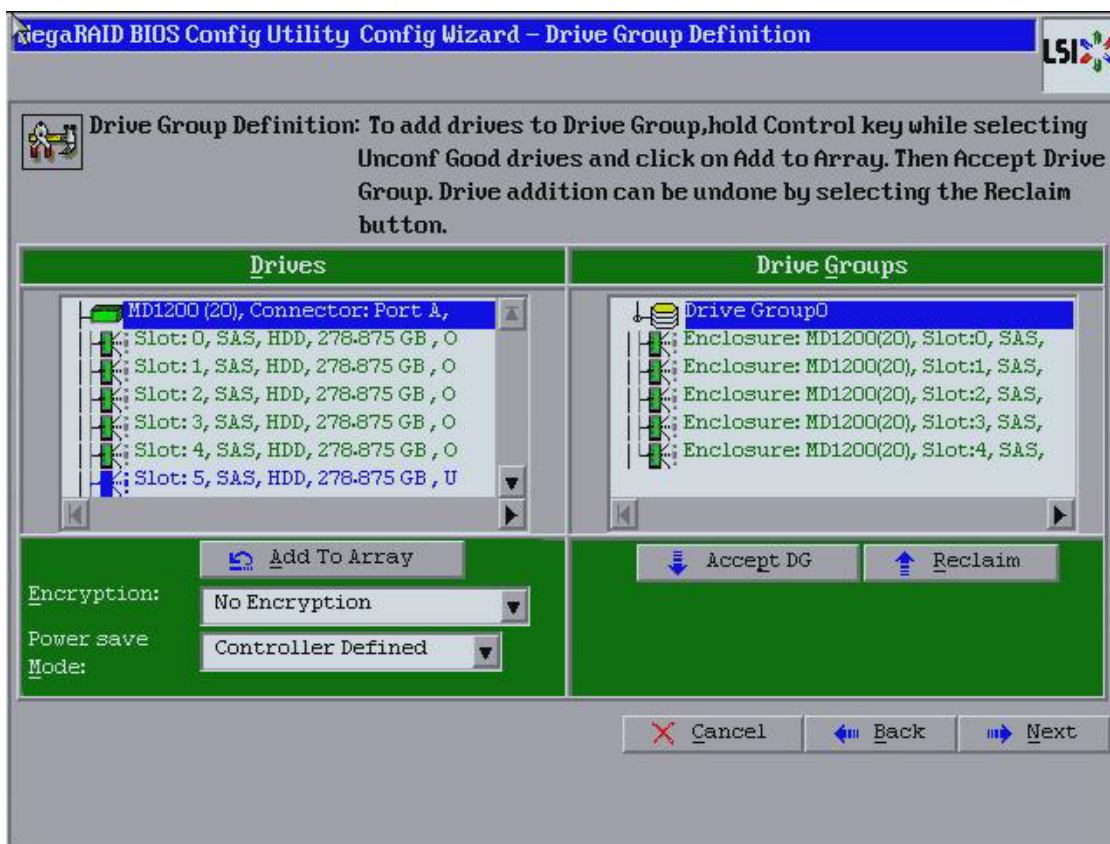 MegaRAID BIOS Config Utility Config Wizard – Drive Group Definition
LSI
Drive Group Definition: To add drives to Drive Group,hold Control key while selecting
Unconf Good drives and click on Add to Array. Then Accept Drive
Group. Drive addition can be undone by selecting the Reclaim
button.
Drives
MD1200 (20), Connector: Port A,
Slot: 0, SAS, HDD, 278.875 GB , O
Slot: 1, SAS, HDD, 278.875 GB , O
Slot: 2, SAS, HDD, 278.875 GB , O
Slot: 3, SAS, HDD, 278.875 GB , O
Slot: 4, SAS, HDD, 278.875 GB , O
Slot: 5, SAS, HDD, 278.875 GB , U
Add To Array
Encryption:
No Encryption
Power save
Mode:
Controller Defined
Drive Groups
Drive Group0
Enclosure: MD1200(20), Slot:0, SAS,
Enclosure: MD1200(20), Slot:1, SAS,
Enclosure: MD1200(20), Slot:2, SAS,
Enclosure: MD1200(20), Slot:3, SAS,
Enclosure: MD1200(20), Slot:4, SAS,
Accept DG
Reclaim
Cancel
Back
Next